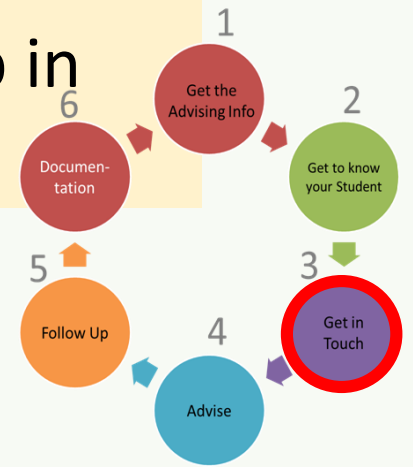 in
1
Get the
Advising Info
2
Get to know
your Student
3
Get in
Touch
4
Advise
5
Follow Up
6
Documen-
tation